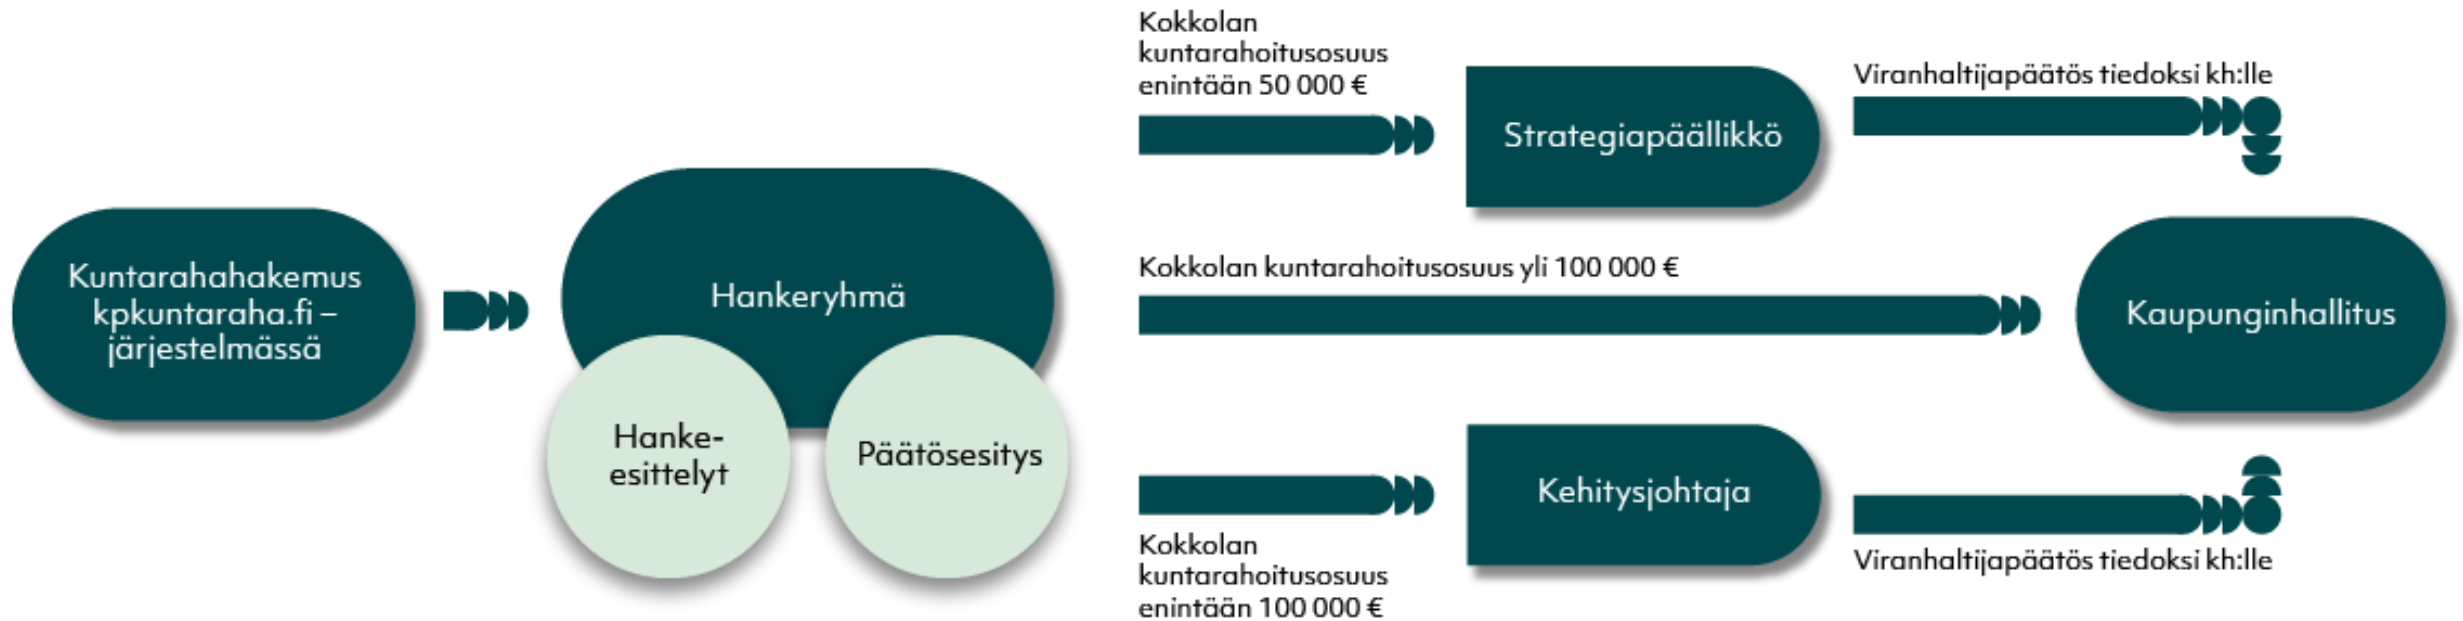 Kuntarahahakemus
kpkuntaraha.fi –
järjestelmässä
Hankeryhmä
Hanke-
esittelyt
Päätösesitys
Kokkolan
kuntarahoitusosuus
enintään 50 000 €
Strategiapäällikkö
Viranhaltijapäätös tiedoksi kh:lle
Kokkolan kuntarahoitusosuus yli 100 000 €
Kaupunginhallitus
Kokkolan
kuntarahoitusosuus
enintään 100 000 €
Kehitysjohtaja
Viranhaltijapäätös tiedoksi kh:lle